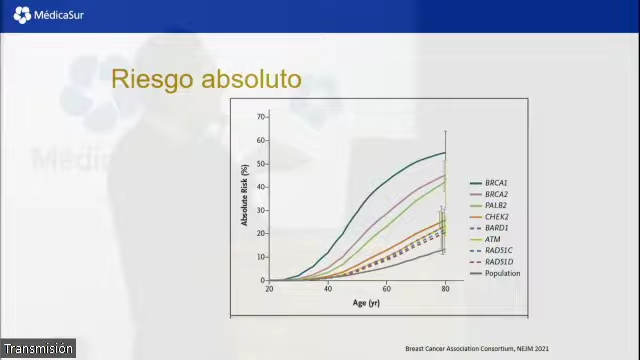 MédicaSur
Riesgo absoluto
Médica
70
60
50
40
30
20
10
0
Absolute Risk (%)
20
40
60
80
Age (yr)
BRCA1
BRCA2
PALB2
CHEK2
BARD1
ATM
RAD51C
RAD51D
Population
Transmisión
Breast Cancer Association Consortium, NEJM 2021